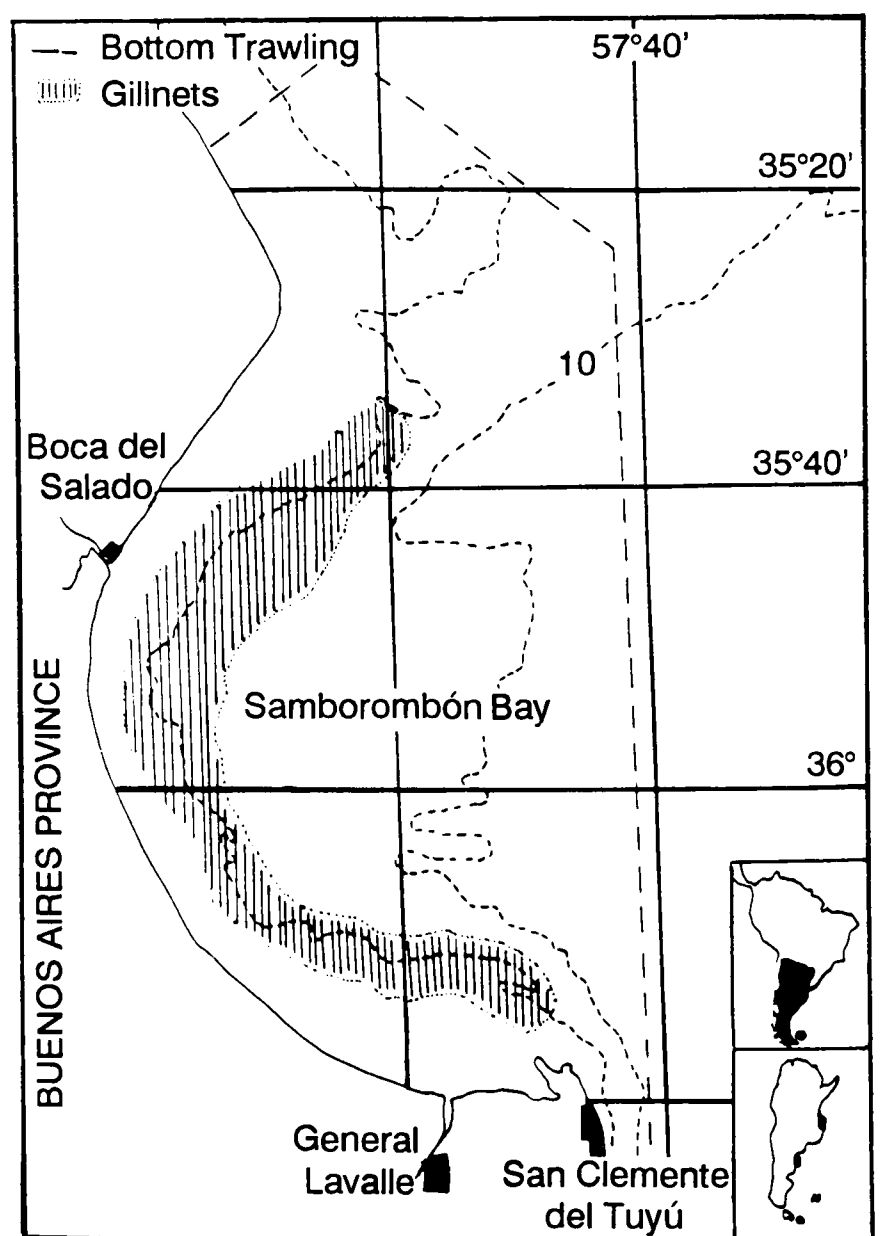 Bottom Trawling
Gillnets
57°40'
35°20'
10
Boca del
Salado
35°40'
Samborombón Bay
36°
BUENOS AIRES PROVINCE
General
Lavalle
San Clemente
del Tuyú